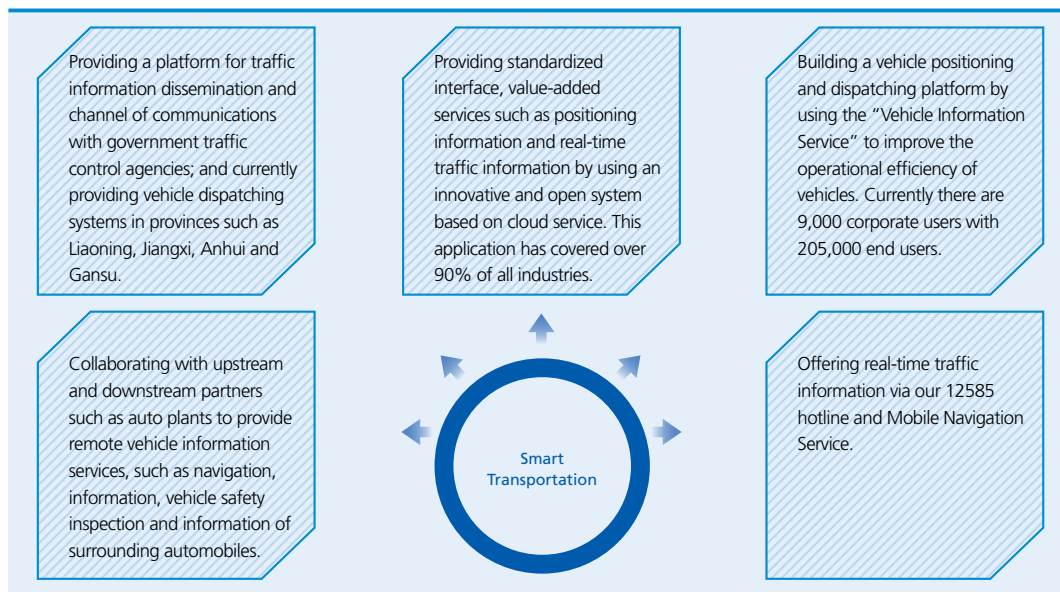 Providing a platform for traffic
information dissemination and
channel of communications
with government traffic
control agencies; and currently
providing vehicle dispatching
systems in provinces such as
Liaoning, Jiangxi, Anhui and
Gansu.
Providing standardized
interface, value-added
services such as positioning
information and real-time
traffic information by using an
innovative and open system
based on cloud service. This
application has covered over
90% of all industries.
Building a vehicle positioning
and dispatching platform by
using the “Vehicle Information
Service” to improve the
operational efficiency of
vehicles. Currently there are
9,000 corporate users with
205,000 end users.
Collaborating with upstream
and downstream partners
such as auto plants to provide
remote vehicle information
services, such as navigation,
information, vehicle safety
inspection and information of
surrounding automobiles.
Smart
Transportation
Offering real-time traffic
information via our 12585
hotline and Mobile Navigation
Service.